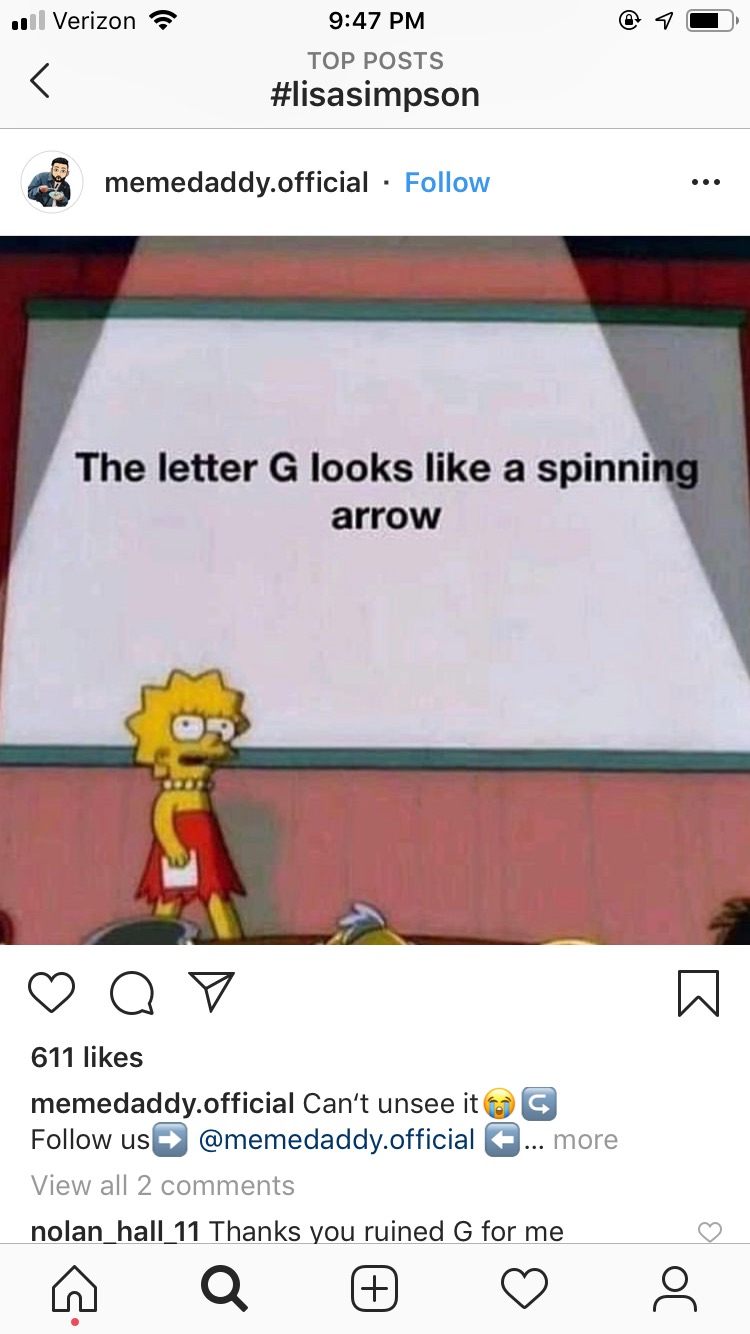 Verizon 9:47 PM
TOP POSTS
#lisasimpson
memedaddy.official · Follow
The letter G looks like a spinning
arrow
611 likes
memedaddy.official Can't unsee it😭↪️
Follow us➡️ @memedaddy.official ⬅️... more
View all 2 comments
nolan_hall_11 Thanks you ruined G for me